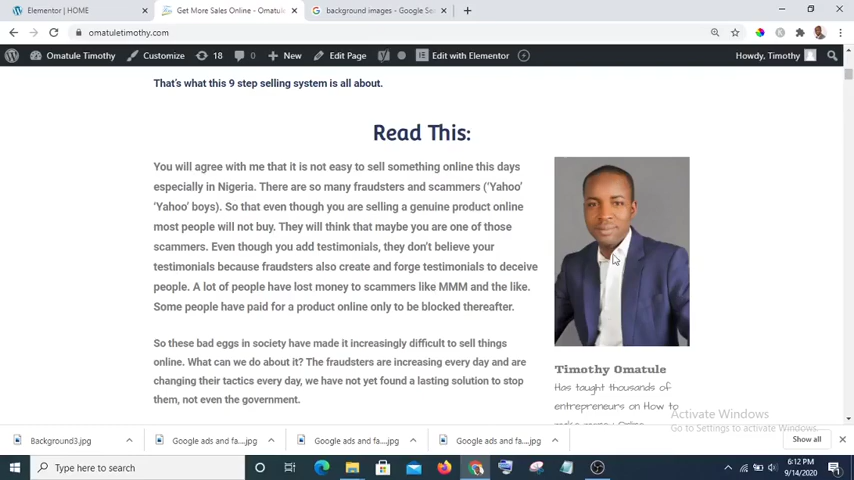 Elementor | HOME
Get More Sales Online - Omatule
background images - Google Se
omatuletimothy.com
Omatule Timothy
Customize
18
0
New
Edit Page
Edit with Elementor
Howdy, Timothy
That's what this 9 step selling system is all about.
Read This:
You will agree with me that it is not easy to sell something online this days
especially in Nigeria. There are so many fraudsters and scammers ('Yahoo'
'Yahoo' boys). So that even though you are selling a genuine product online
most people will not buy. They will think that maybe you are one of those
scammers. Even though you add testimonials, they don't believe your
testimonials because fraudsters also create and forge testimonials to deceive
people. A lot of people have lost money to scammers like MMM and the like.
Some people have paid for a product online only to be blocked thereafter.
So these bad eggs in society have made it increasingly difficult to sell things
online. What can we do about it? The fraudsters are increasing every day and are
changing their tactics every day, we have not yet found a lasting solution to stop
them, not even the government.
Timothy Omatule
Has taught thousands of
entrepreneurs on How to
Activate Windows
Go to Settings to activate Windows.
Background3.jpg
Google ads and fa....jpg
Google ads and fa....jpg
Google ads and fa....jpg
Show all
Type here to search
6:12 PM
9/14/2020